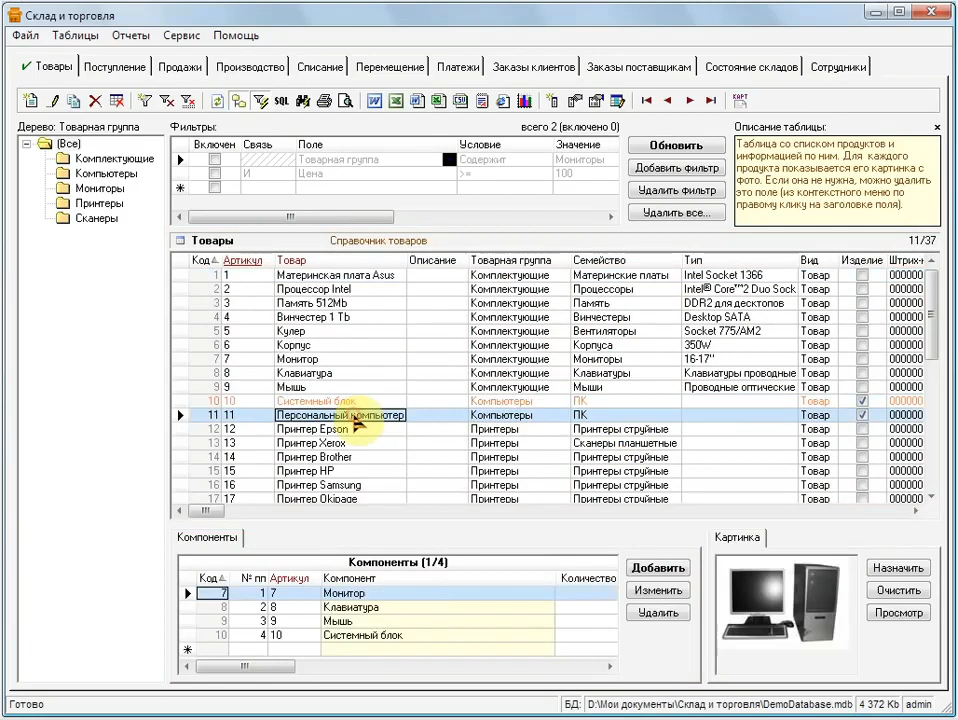 Склад и торговля
Файл Таблицы Отчеты Сервис Помощь
Товары Поступление Продажи Производство Списание Перемещение Платежи Заказы клиентов Заказы поставщикам Состояние складов Сотрудники
SQL CSV КАРТ
Дерево: Товарная группа
(Все)
Комплектующие
Компьютеры
Мониторы
Принтеры
Сканеры
Фильтры: всего 2 (включено 0)
Включен Связь Поле Условие Значение
Товарная группа Содержит Мониторы
И Цена >= 100
Обновить
Добавить фильтр
Удалить фильтр
Удалить все...
Описание таблицы:
Таблица со списком продуктов и
информацией по ним. Для каждого
продукта показывается его картинка с
фото. Если она не нужна, можно удалить
это поле (из контекстного меню по
правому клику на заголовке поля).
Товары Справочник товаров 11/37
Код Артикул Товар Описание Товарная группа Семейство Тип Вид Изделие Штрих-к
1 1 Материнская плата Asus Комплектующие Материнские платы Intel Socket 1366 Товар 000000
2 2 Процессор Intel Комплектующие Процессоры Intel® Core™2 Duo Sock Товар 000000
3 3 Память 512Mb Комплектующие Память DDR2 для десктопов Товар 000000
4 4 Винчестер 1 Tb Комплектующие Винчестеры Desktop SATA Товар 000000
5 5 Кулер Комплектующие Вентиляторы Socket 775/AM2 Товар 000000
6 6 Корпус Комплектующие Корпуса 350W Товар 000000
7 7 Монитор Комплектующие Мониторы 16-17" Товар 000000
8 8 Клавиатура Комплектующие Клавиатуры Клавиатуры проводные Товар 000000
9 9 Мышь Комплектующие Мыши Проводные оптические Товар 000000
10 10 Системный блок Компьютеры ПК Товар 000000
11 11 Персональный компьютер Компьютеры ПК Товар 000000
12 12 Принтер Epson Принтеры Принтеры струйные Товар 000000
13 13 Принтер Xerox Принтеры Сканеры планшетные Товар 000000
14 14 Принтер Brother Принтеры Принтеры струйные Товар 000000
15 15 Принтер HP Принтеры Принтеры струйные Товар 000000
16 16 Принтер Samsung Принтеры Принтеры струйные Товар 000000
17 17 Принтер Okipage Принтеры Принтеры струйные Товар 000000
Компоненты
Компоненты (1/4)
Код № пп Артикул Компонент Количество
7 1 7 Монитор
8 2 8 Клавиатура
9 3 9 Мышь
10 4 10 Системный блок
Добавить
Изменить
Удалить
Картинка
Назначить
Очистить
Просмотр
Готово БД: D:\Мои документы\Склад и торговля\DemoDatabase.mdb 4 372 Kb admin